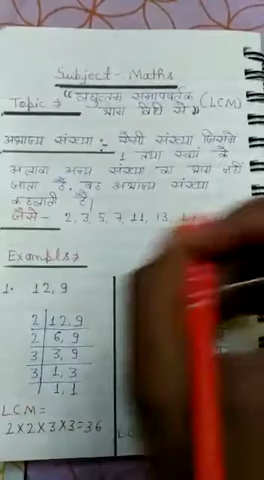 Subject - Maths
Topic → "लघुत्तम समापवर्तक (LCM)
भाग विधि से"
अभाज्य संख्या :- ऐसी संख्या जिसमे
1 तथा स्वयं के
अलावा अन्य संख्या का भाग नहीं
जाता है. वह अभाज्य संख्या
कहलाती है|
जैसे - 2, 3, 5, 7, 11, 13,
Exampls →
1. 12, 9
2 | 12, 9
2 | 6, 9
3 | 3, 9
3 | 1, 3
1, 1
LCM =
2×2×3×3=36